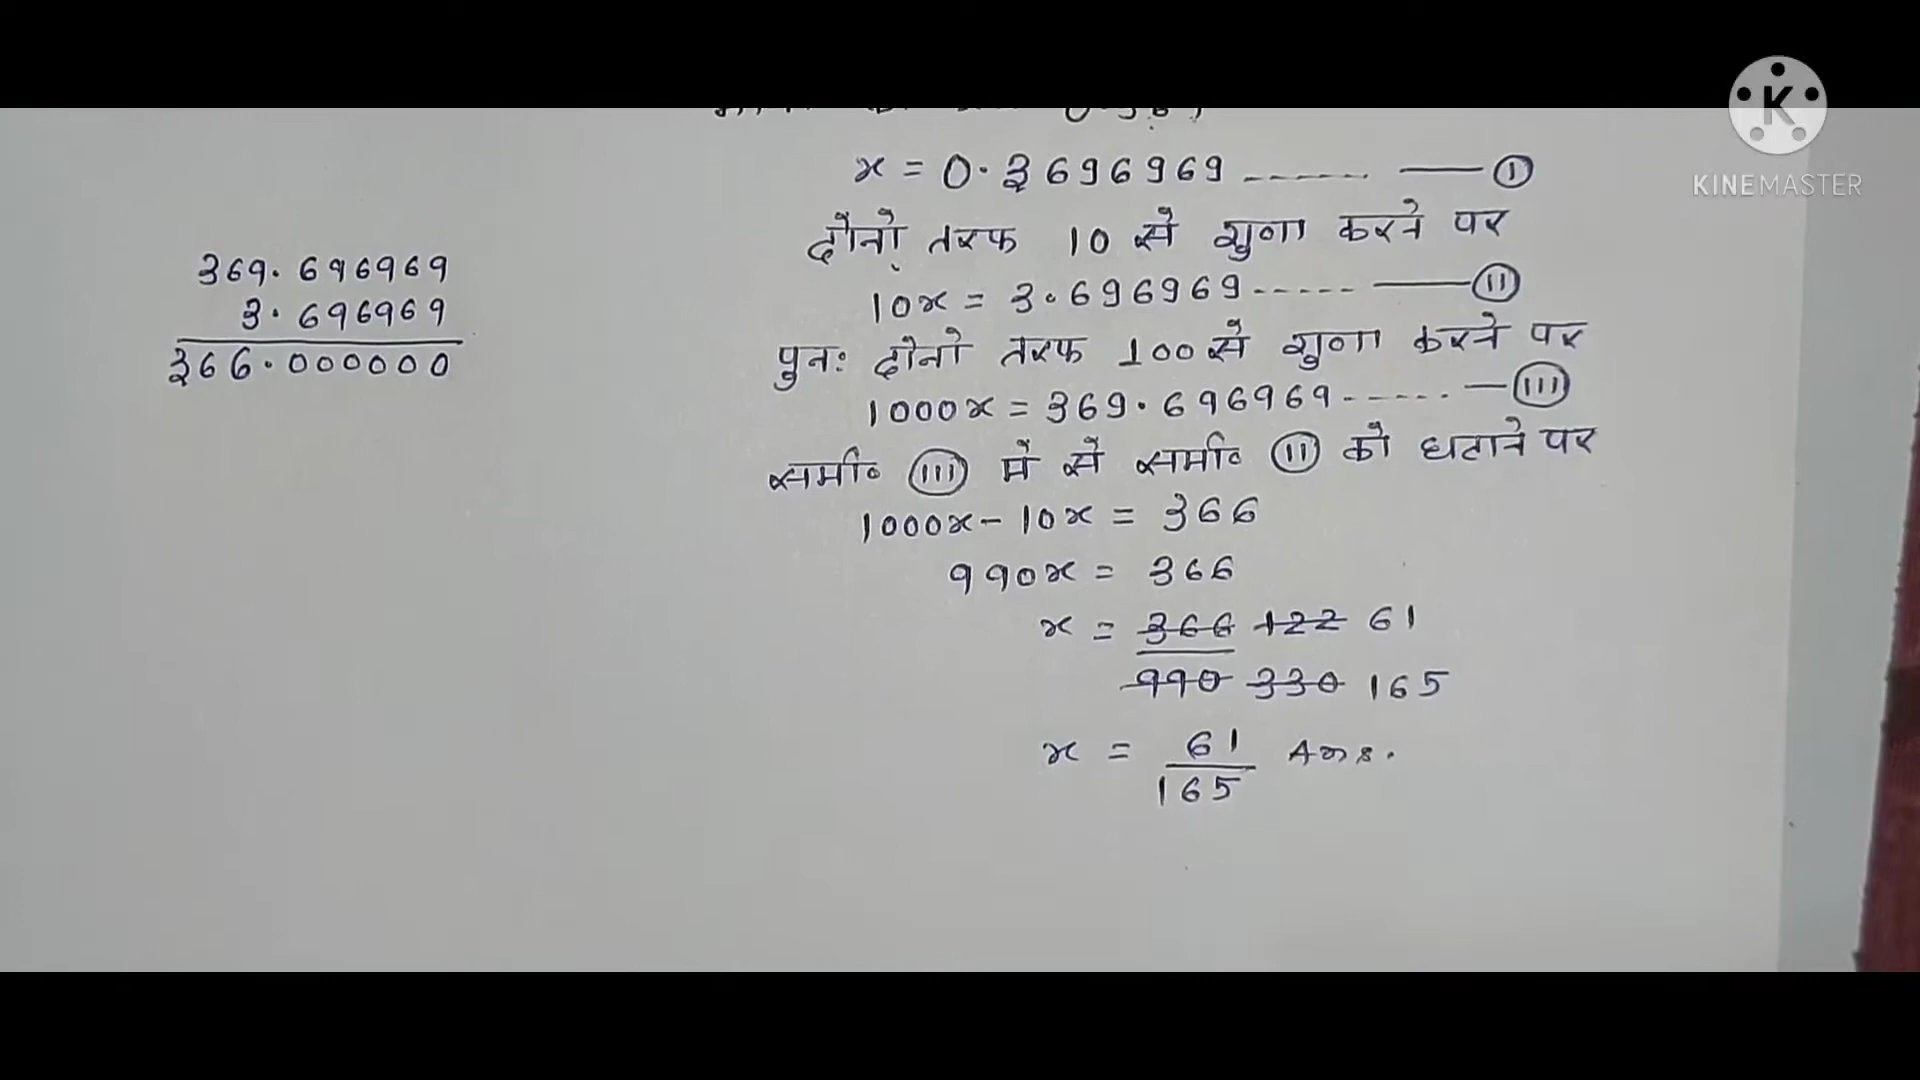 x = 0.3696969 ------ — I
दोनो तरफ 10 से गुणा करने पर
10x = 3.696969 ----- — II
पुनः दोनो तरफ 100 से गुणा करने पर
1000x = 369.696969 ------ — III
समी० III में से समी० II को घटाने पर
1000x - 10x = 366
990x = 366
x = 366 122 61
990 330 165
x = 61 Ans.
165
369.696969
3.696969
366.000000
K
KINEMASTER